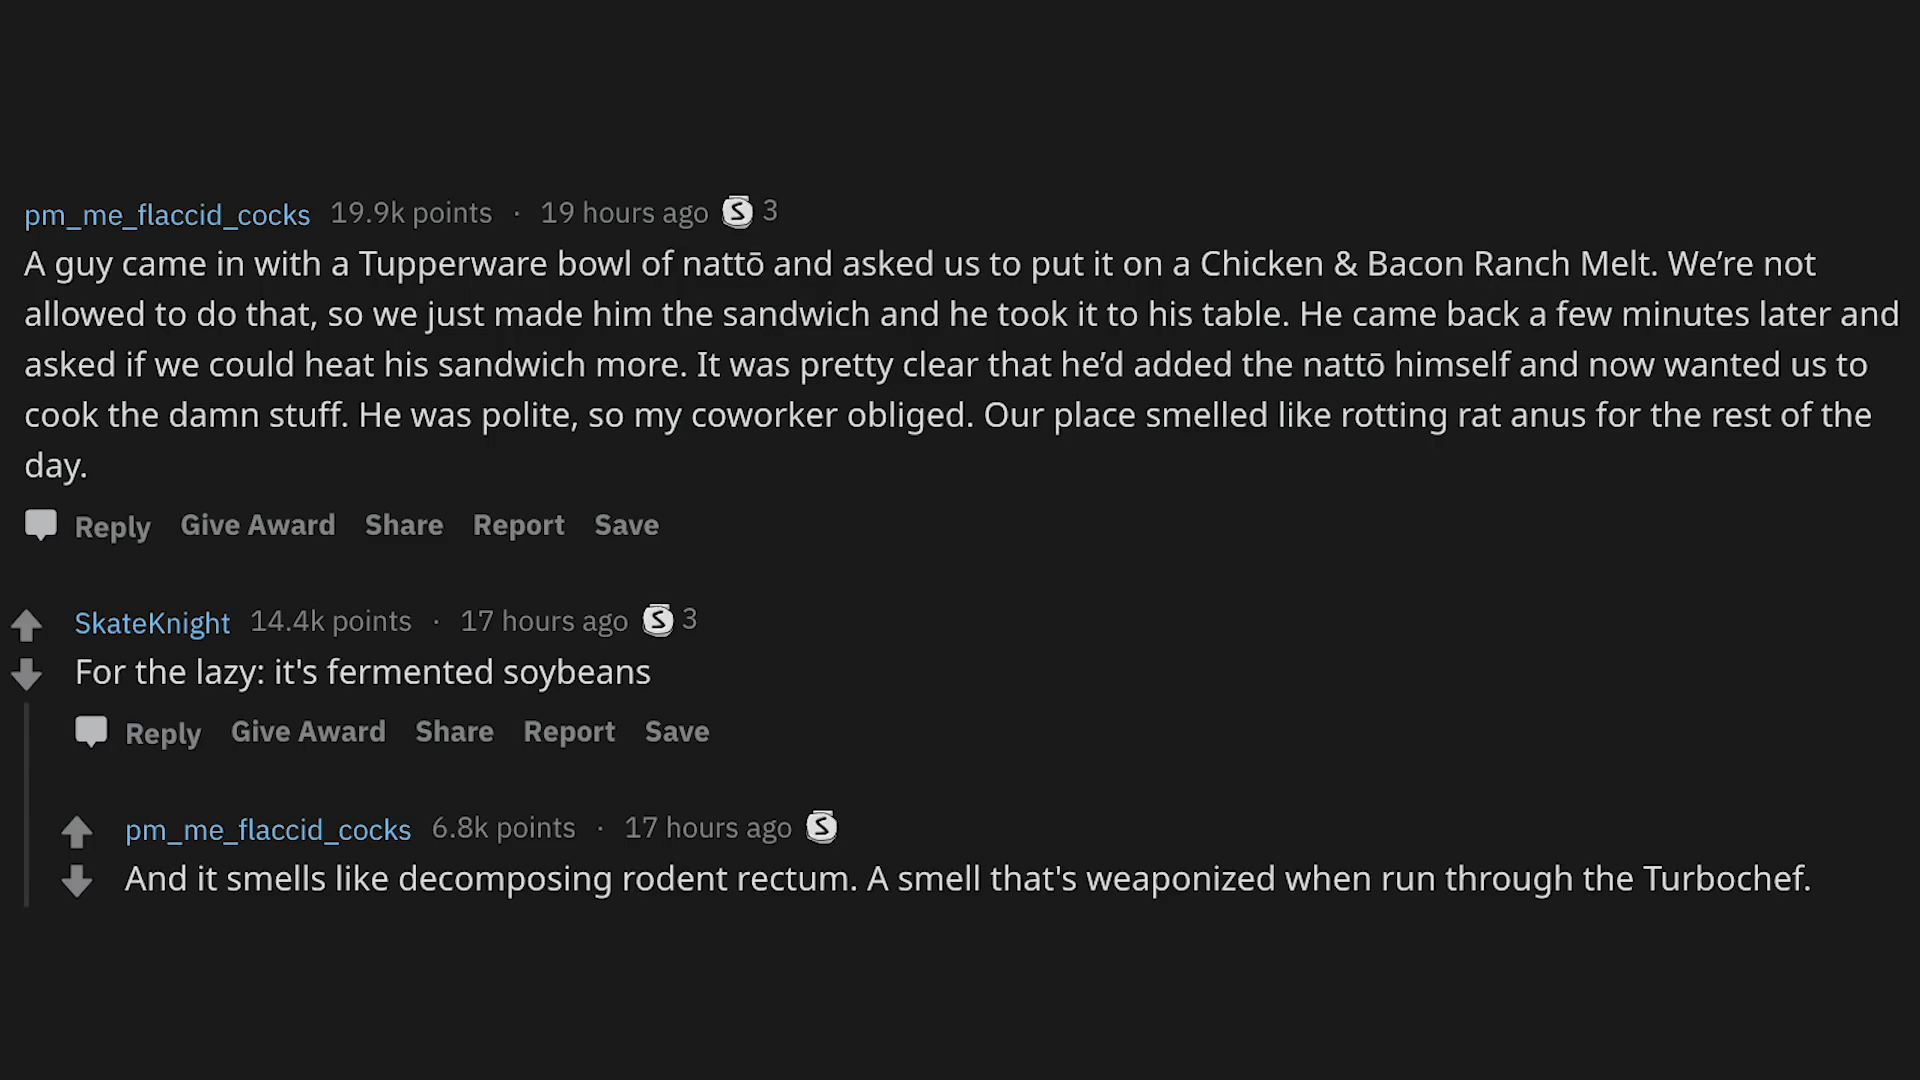 pm_me_flaccid_cocks 19.9k points · 19 hours ago S 3
A guy came in with a Tupperware bowl of nattō and asked us to put it on a Chicken & Bacon Ranch Melt. We’re not
allowed to do that, so we just made him the sandwich and he took it to his table. He came back a few minutes later and
asked if we could heat his sandwich more. It was pretty clear that he’d added the nattō himself and now wanted us to
cook the damn stuff. He was polite, so my coworker obliged. Our place smelled like rotting rat anus for the rest of the
day.
Reply Give Award Share Report Save
SkateKnight 14.4k points · 17 hours ago S 3
For the lazy: it's fermented soybeans
Reply Give Award Share Report Save
pm_me_flaccid_cocks 6.8k points · 17 hours ago S
And it smells like decomposing rodent rectum. A smell that's weaponized when run through the Turbochef.